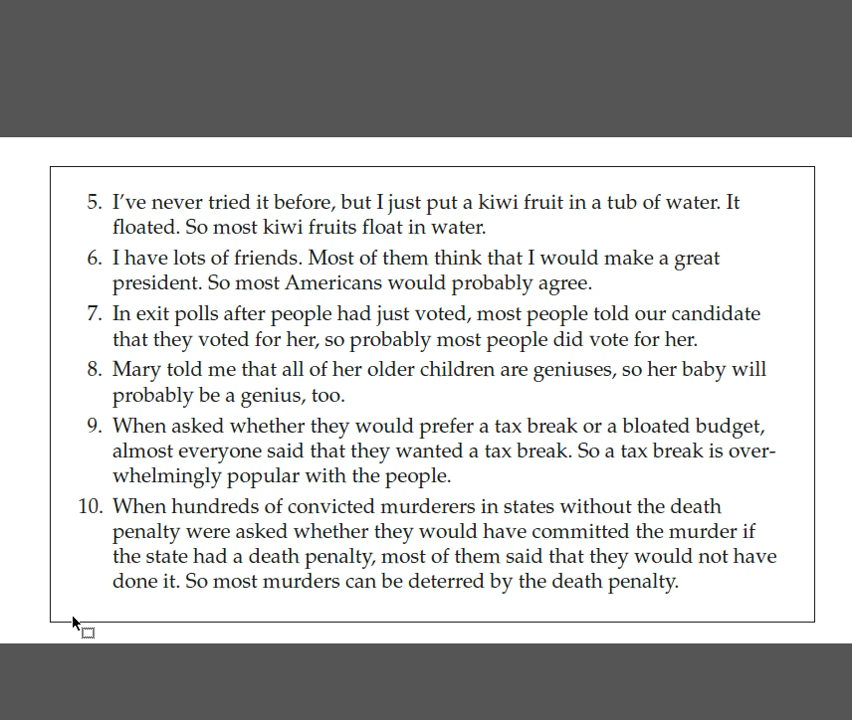 5. I’ve never tried it before, but I just put a kiwi fruit in a tub of water. It
floated. So most kiwi fruits float in water.
6. I have lots of friends. Most of them think that I would make a great
president. So most Americans would probably agree.
7. In exit polls after people had just voted, most people told our candidate
that they voted for her, so probably most people did vote for her.
8. Mary told me that all of her older children are geniuses, so her baby will
probably be a genius, too.
9. When asked whether they would prefer a tax break or a bloated budget,
almost everyone said that they wanted a tax break. So a tax break is over-
whelmingly popular with the people.
10. When hundreds of convicted murderers in states without the death
penalty were asked whether they would have committed the murder if
the state had a death penalty, most of them said that they would not have
done it. So most murders can be deterred by the death penalty.